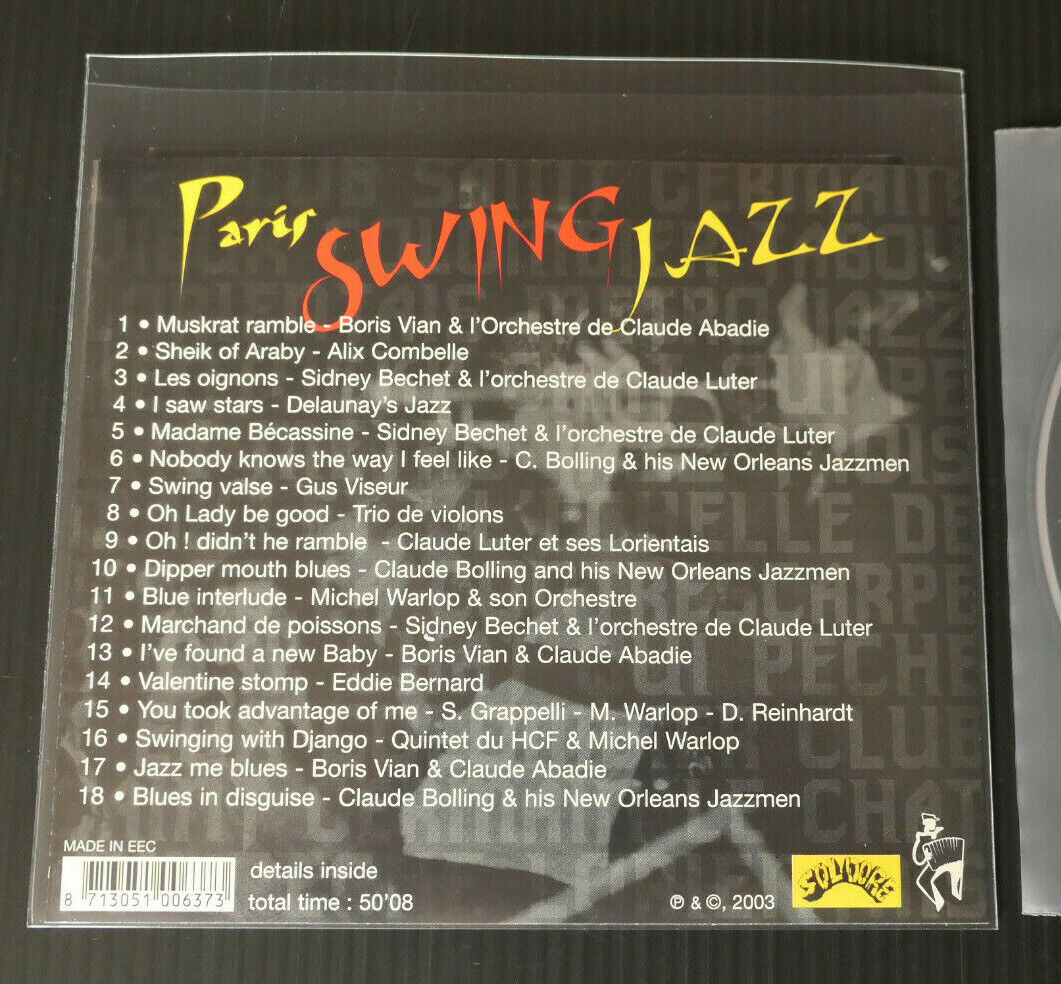 Paris SWING JAZZ
1 • Muskrat ramble - Boris Vian & l'Orchestre de Claude Abadie
2 • Sheik of Araby - Alix Combelle
3 • Les oignons - Sidney Bechet & l'orchestre de Claude Luter
4 • I saw stars - Delaunay's Jazz
5 • Madame Bécassine - Sidney Bechet & l'orchestre de Claude Luter
6 • Nobody knows the way I feel like - C. Bolling & his New Orleans Jazzmen
7 • Swing valse - Gus Viseur
8 • Oh Lady be good - Trio de violons
9 • Oh ! didn't he ramble - Claude Luter et ses Lorientais
10 • Dipper mouth blues - Claude Bolling and his New Orleans Jazzmen
11 • Blue interlude - Michel Warlop & son Orchestre
12 • Marchand de poissons - Sidney Bechet & l'orchestre de Claude Luter
13 • I've found a new Baby - Boris Vian & Claude Abadie
14 • Valentine stomp - Eddie Bernard
15 • You took advantage of me - S. Grappelli - M. Warlop - D. Reinhardt
16 • Swinging with Django - Quintet du HCF & Michel Warlop
17 • Jazz me blues - Boris Vian & Claude Abadie
18 • Blues in disguise - Claude Bolling & his New Orleans Jazzmen
MADE IN EEC
8 713051 006373
details inside
total time : 50'08
℗ & ©, 2003